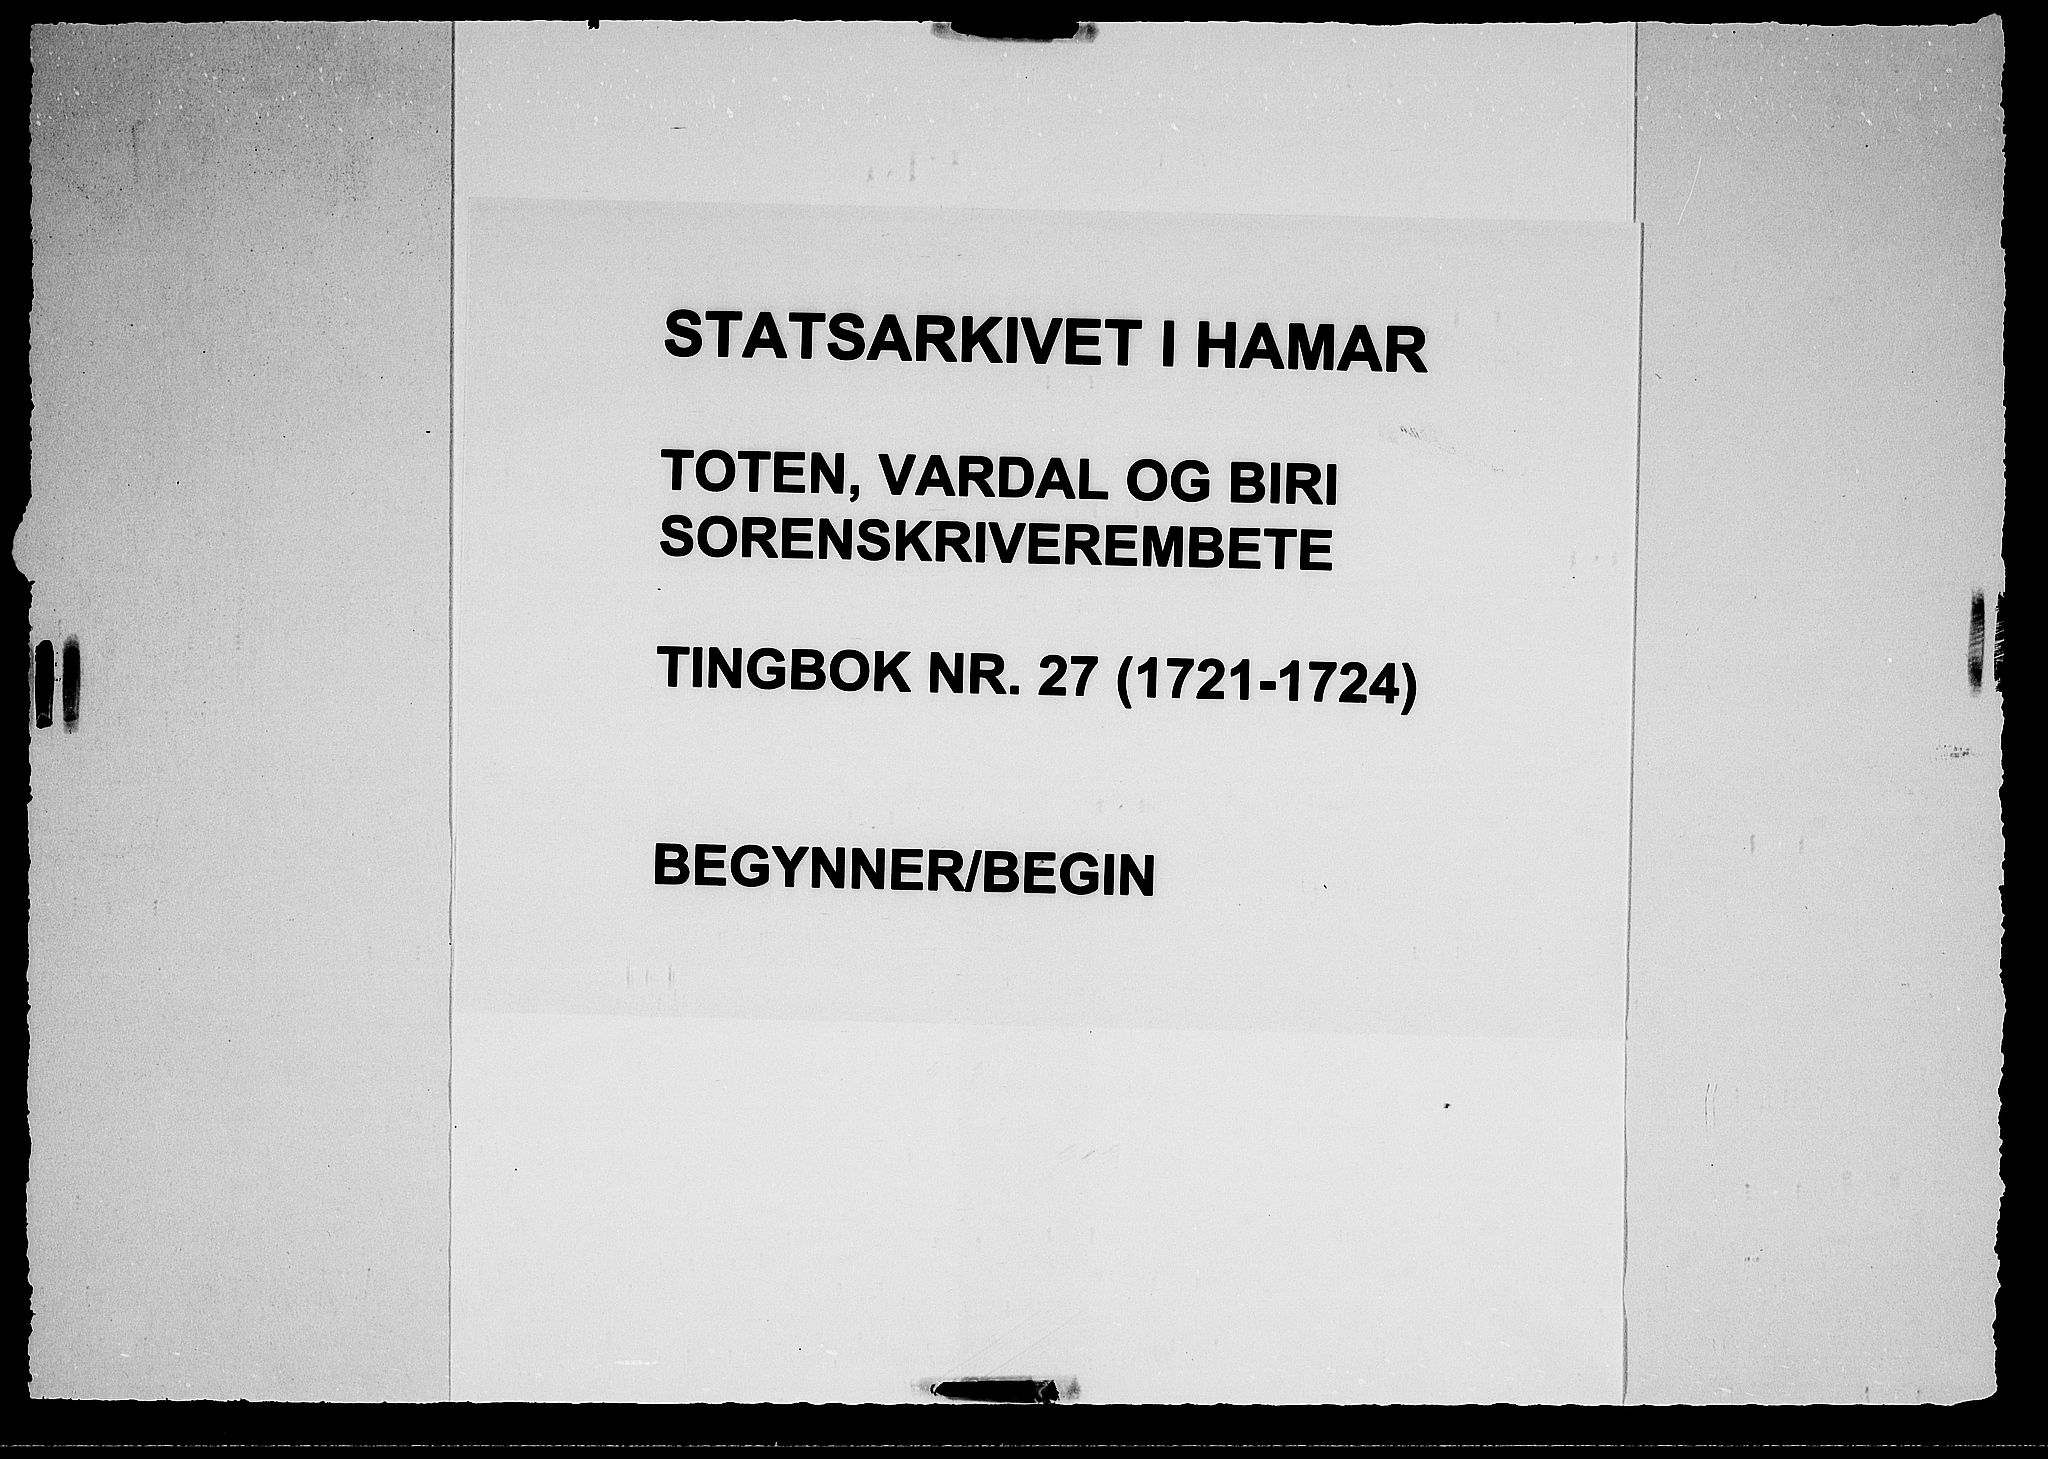 STATSARKIVET I HAMAR
TOTEN, VARDAL OG BIRI
SORENSKRIVEREMBETE
TINGBOK NR. 27 (1721-1724)
BEGYNNER/BEGIN